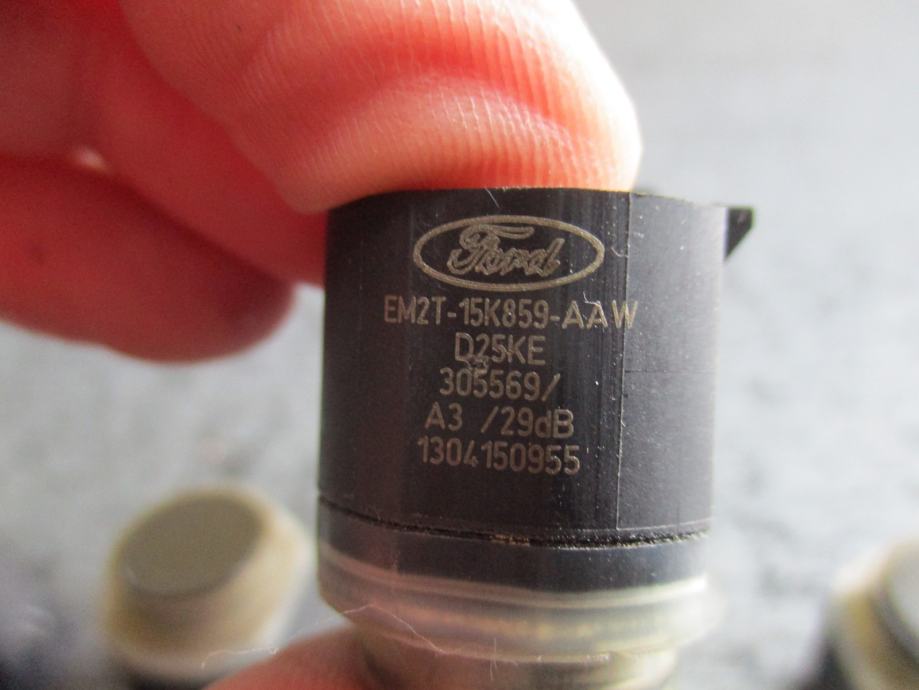 Ford
EM2T-15K859-AAW
D25KE
305569/
A3 /29dB
1304150955